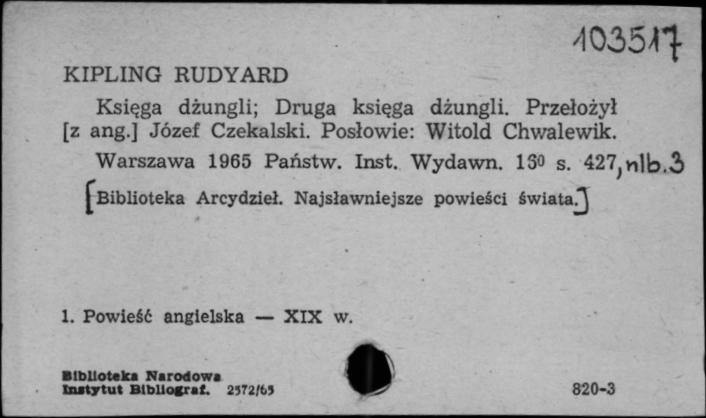 103517
KIPLING RUDYARD
Księga dżungli; Druga księga dżungli. Przełożył
[z ang.] Józef Czekalski. Posłowie: Witold Chwalewik.
Warszawa 1965 Państw. Inst. Wydawn. 16⁰ s. 427, nlb.3
[Biblioteka Arcydzieł. Najsławniejsze powieści świata.]
1. Powieść angielska — XIX w.
Biblioteka Narodowa
Instytut Bibliograf. 2572/65
820-3